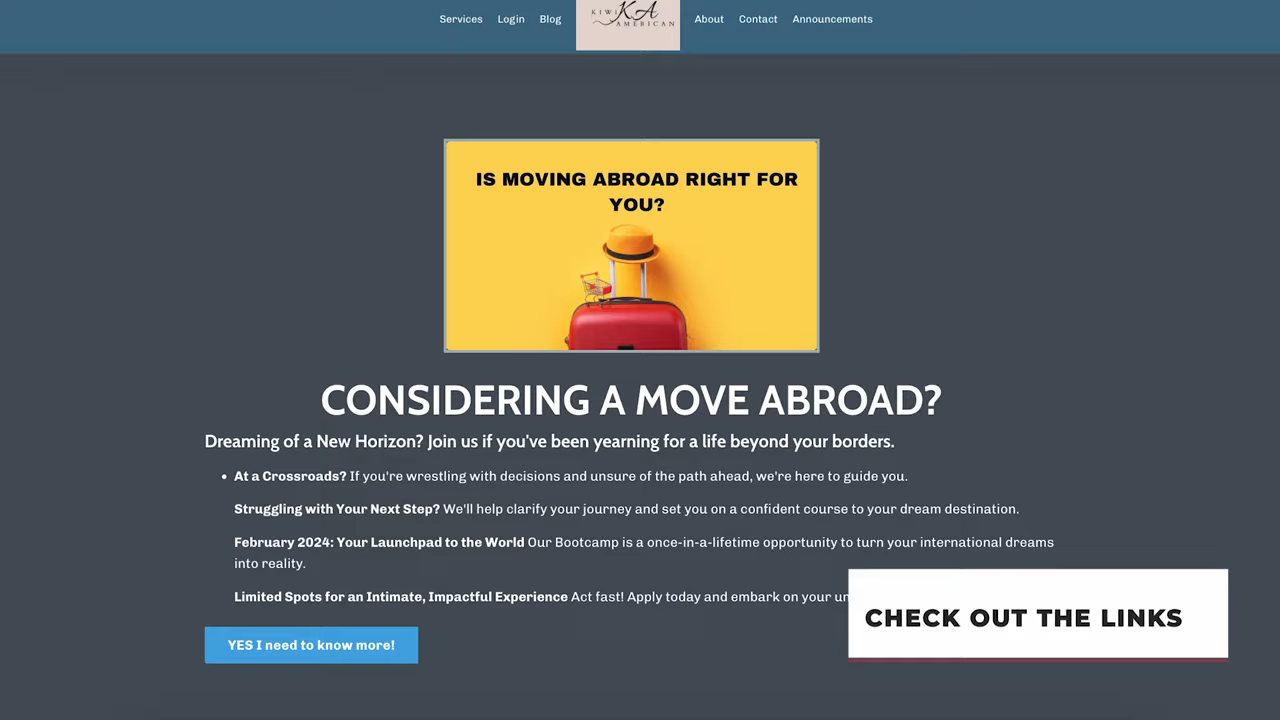 Services Login Blog KIWI KA AMERICAN About Contact Announcements
IS MOVING ABROAD RIGHT FOR
YOU?
CONSIDERING A MOVE ABROAD?
Dreaming of a New Horizon? Join us if you've been yearning for a life beyond your borders.
• At a Crossroads? If you're wrestling with decisions and unsure of the path ahead, we're here to guide you.
Struggling with Your Next Step? We'll help clarify your journey and set you on a confident course to your dream destination.
February 2024: Your Launchpad to the World Our Bootcamp is a once-in-a-lifetime opportunity to turn your international dreams
into reality.
Limited Spots for an Intimate, Impactful Experience Act fast! Apply today and embark on your
CHECK OUT THE LINKS
YES I need to know more!